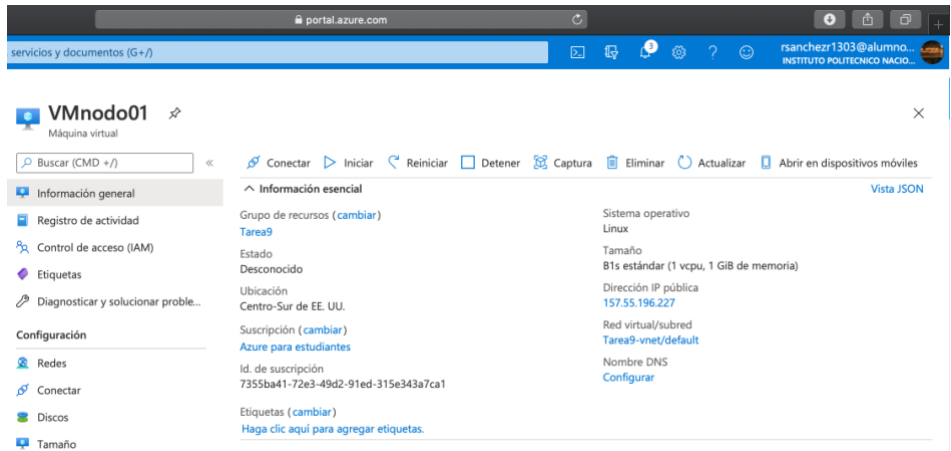 portal.azure.com
servicios y documentos (G+/)
3
rsanchezr1303@alumno...
INSTITUTO POLITECNICO NACIO...
VMnodo01
Máquina virtual
Buscar (CMD +/)
«
Conectar
Iniciar
Reiniciar
Detener
Captura
Eliminar
Actualizar
Abrir en dispositivos móviles
Información general
Registro de actividad
Control de acceso (IAM)
Etiquetas
Diagnosticar y solucionar proble...
Configuración
Redes
Conectar
Discos
Tamaño
Información esencial
Vista JSON
Grupo de recursos (cambiar)
Tarea9
Estado
Desconocido
Ubicación
Centro-Sur de EE. UU.
Suscripción (cambiar)
Azure para estudiantes
Id. de suscripción
7355ba41-72e3-49d2-91ed-315e343a7ca1
Etiquetas (cambiar)
Haga clic aquí para agregar etiquetas.
Sistema operativo
Linux
Tamaño
B1s estándar (1 vcpu, 1 GiB de memoria)
Dirección IP pública
157.55.196.227
Red virtual/subred
Tarea9-vnet/default
Nombre DNS
Configurar